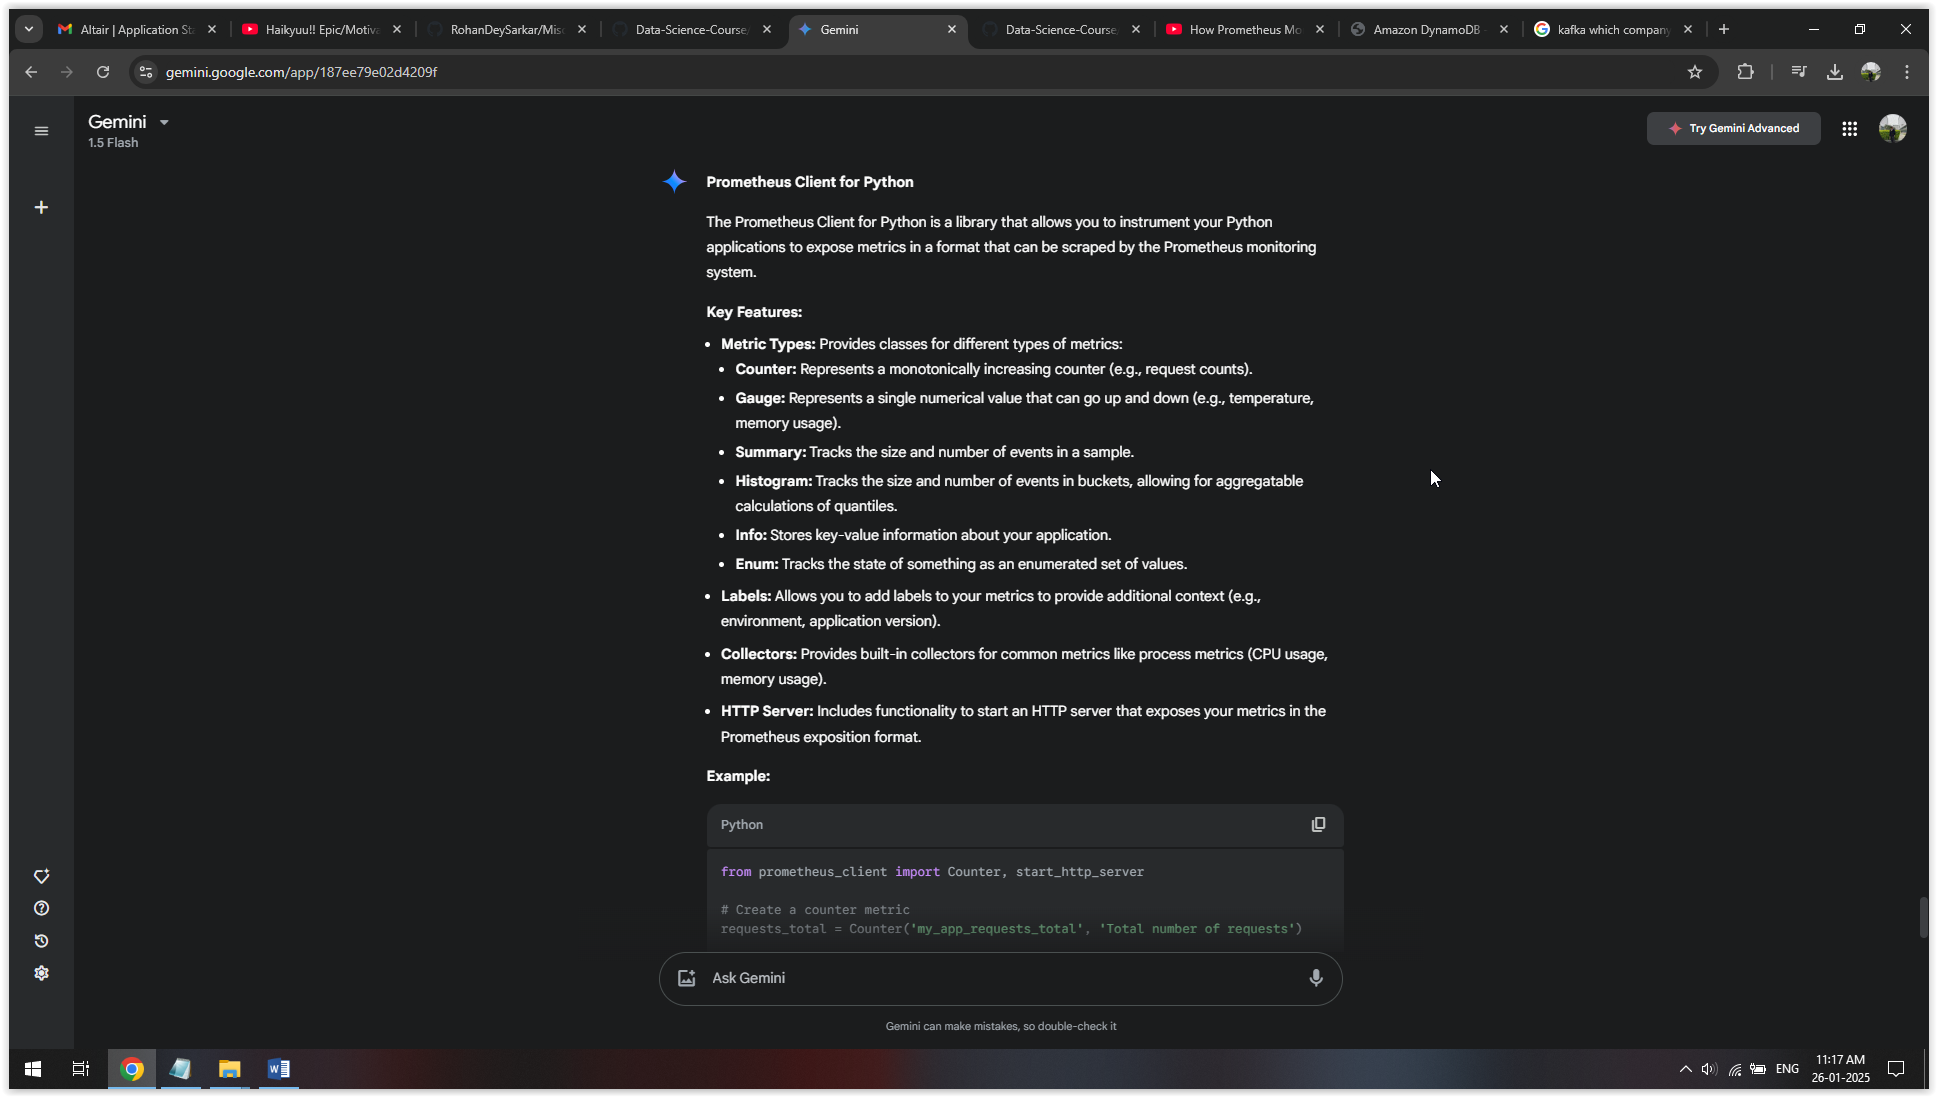 Altair | Application Sta
Haikyuu!! Epic/Motiva
RohanDeySarkar/Misc
Data-Science-Course/
Gemini
Data-Science-Course/
How Prometheus Mo
Amazon DynamoDB -
kafka which company
gemini.google.com/app/187ee79e02d4209f
Gemini
1.5 Flash
Try Gemini Advanced
Prometheus Client for Python
The Prometheus Client for Python is a library that allows you to instrument your Python
applications to expose metrics in a format that can be scraped by the Prometheus monitoring
system.
Key Features:
• Metric Types: Provides classes for different types of metrics:
• Counter: Represents a monotonically increasing counter (e.g., request counts).
• Gauge: Represents a single numerical value that can go up and down (e.g., temperature,
memory usage).
• Summary: Tracks the size and number of events in a sample.
• Histogram: Tracks the size and number of events in buckets, allowing for aggregatable
calculations of quantiles.
• Info: Stores key-value information about your application.
• Enum: Tracks the state of something as an enumerated set of values.
• Labels: Allows you to add labels to your metrics to provide additional context (e.g.,
environment, application version).
• Collectors: Provides built-in collectors for common metrics like process metrics (CPU usage,
memory usage).
• HTTP Server: Includes functionality to start an HTTP server that exposes your metrics in the
Prometheus exposition format.
Example:
Python
from prometheus_client import Counter, start_http_server
# Create a counter metric
requests_total = Counter('my_app_requests_total', 'Total number of requests')
Ask Gemini
Gemini can make mistakes, so double-check it
ENG
11:17 AM
26-01-2025